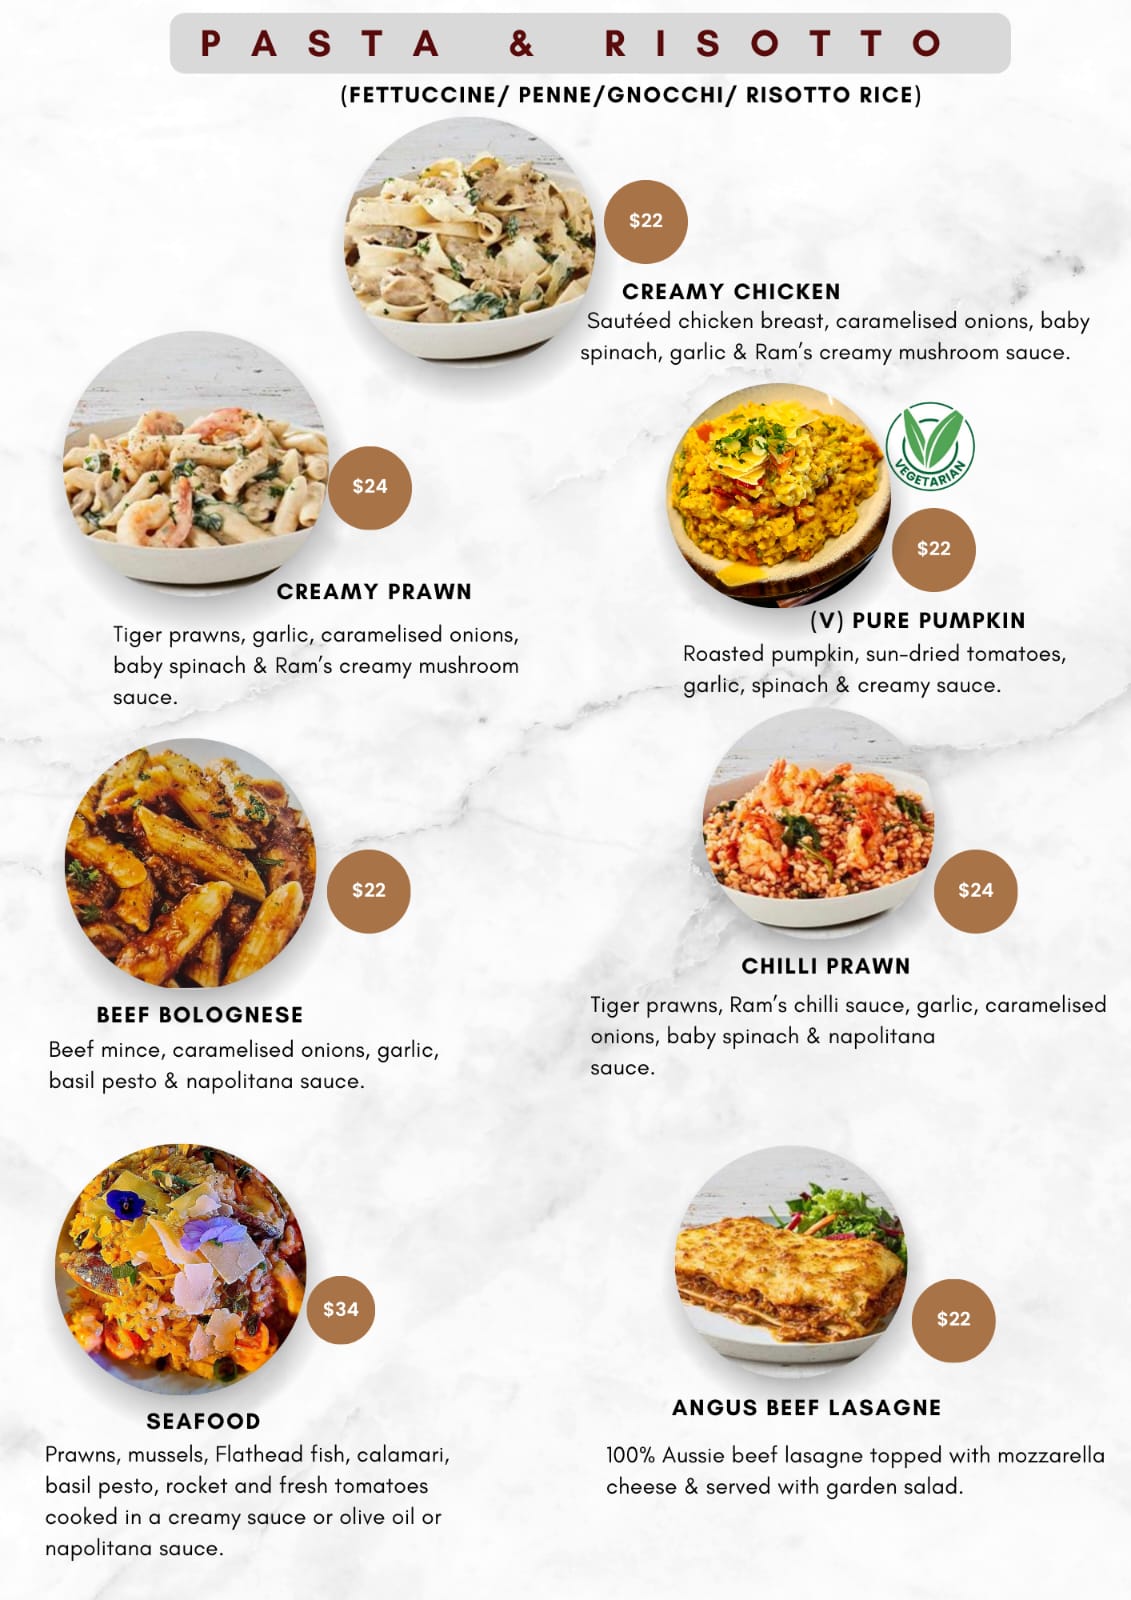 PASTA & RISOTTO
(FETTUCCINE/ PENNE/GNOCCHI/ RISOTTO RICE)
$22
CREAMY CHICKEN
Sautéed chicken breast, caramelised onions, baby
spinach, garlic & Ram's creamy mushroom sauce.
$24
CREAMY PRAWN
Tiger prawns, garlic, caramelised onions,
baby spinach & Ram's creamy mushroom
sauce.
VEGETARIAN
$22
(V) PURE PUMPKIN
Roasted pumpkin, sun-dried tomatoes,
garlic, spinach & creamy sauce.
$22
BEEF BOLOGNESE
Beef mince, caramelised onions, garlic,
basil pesto & napolitana sauce.
$24
CHILLI PRAWN
Tiger prawns, Ram's chilli sauce, garlic, caramelised
onions, baby spinach & napolitana
sauce.
$34
SEAFOOD
Prawns, mussels, Flathead fish, calamari,
basil pesto, rocket and fresh tomatoes
cooked in a creamy sauce or olive oil or
napolitana sauce.
$22
ANGUS BEEF LASAGNE
100% Aussie beef lasagne topped with mozzarella
cheese & served with garden salad.